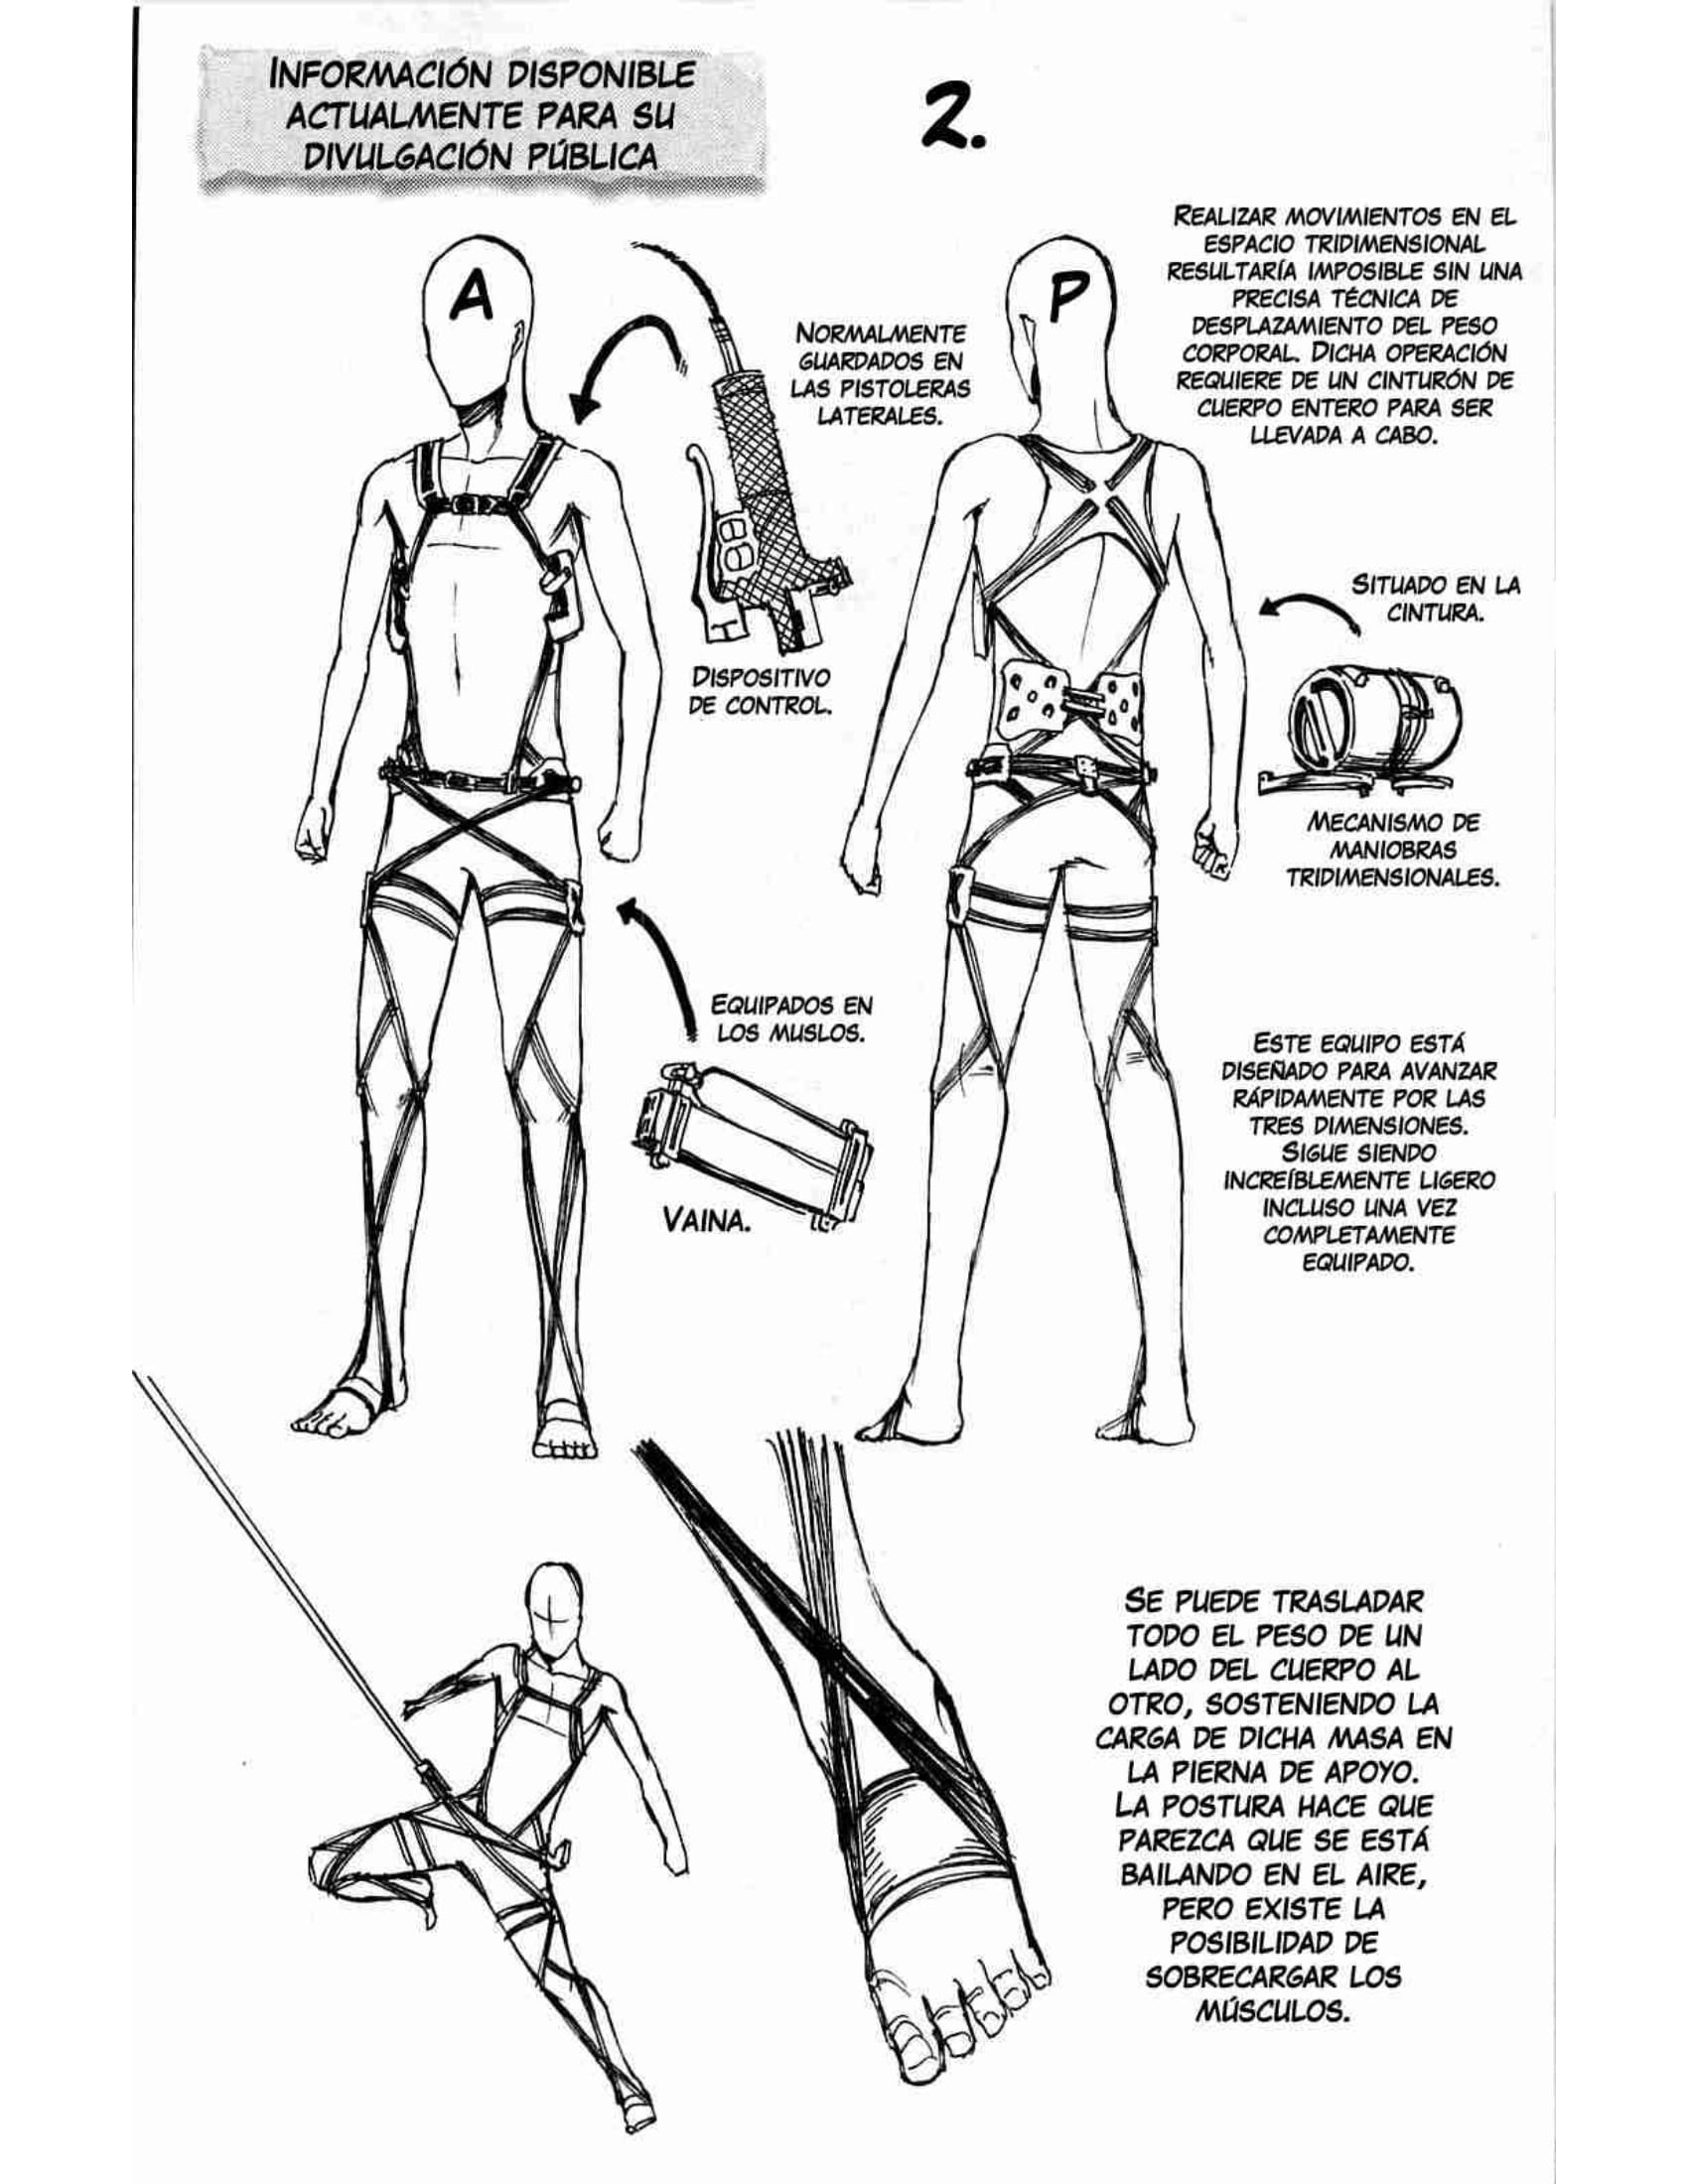 INFORMACIÓN DISPONIBLE
ACTUALMENTE PARA SU
DIVULGACIÓN PÚBLICA
2.
A
NORMALMENTE
GUARDADOS EN
LAS PISTOLERAS
LATERALES.
DISPOSITIVO
DE CONTROL.
P
REALIZAR MOVIMIENTOS EN EL
ESPACIO TRIDIMENSIONAL
RESULTARÍA IMPOSIBLE SIN UNA
PRECISA TÉCNICA DE
DESPLAZAMIENTO DEL PESO
CORPORAL. DICHA OPERACIÓN
REQUIERE DE UN CINTURÓN DE
CUERPO ENTERO PARA SER
LLEVADA A CABO.
SITUADO EN LA
CINTURA.
MECANISMO DE
MANIOBRAS
TRIDIMENSIONALES.
EQUIPADOS EN
LOS MUSLOS.
VAINA.
ESTE EQUIPO ESTÁ
DISEÑADO PARA AVANZAR
RÁPIDAMENTE POR LAS
TRES DIMENSIONES.
SIGUE SIENDO
INCREÍBLEMENTE LIGERO
INCLUSO UNA VEZ
COMPLETAMENTE
EQUIPADO.
SE PUEDE TRASLADAR
TODO EL PESO DE UN
LADO DEL CUERPO AL
OTRO, SOSTENIENDO LA
CARGA DE DICHA MASA EN
LA PIERNA DE APOYO.
LA POSTURA HACE QUE
PAREZCA QUE SE ESTÁ
BAILANDO EN EL AIRE,
PERO EXISTE LA
POSIBILIDAD DE
SOBRECARGAR LOS
MÚSCULOS.